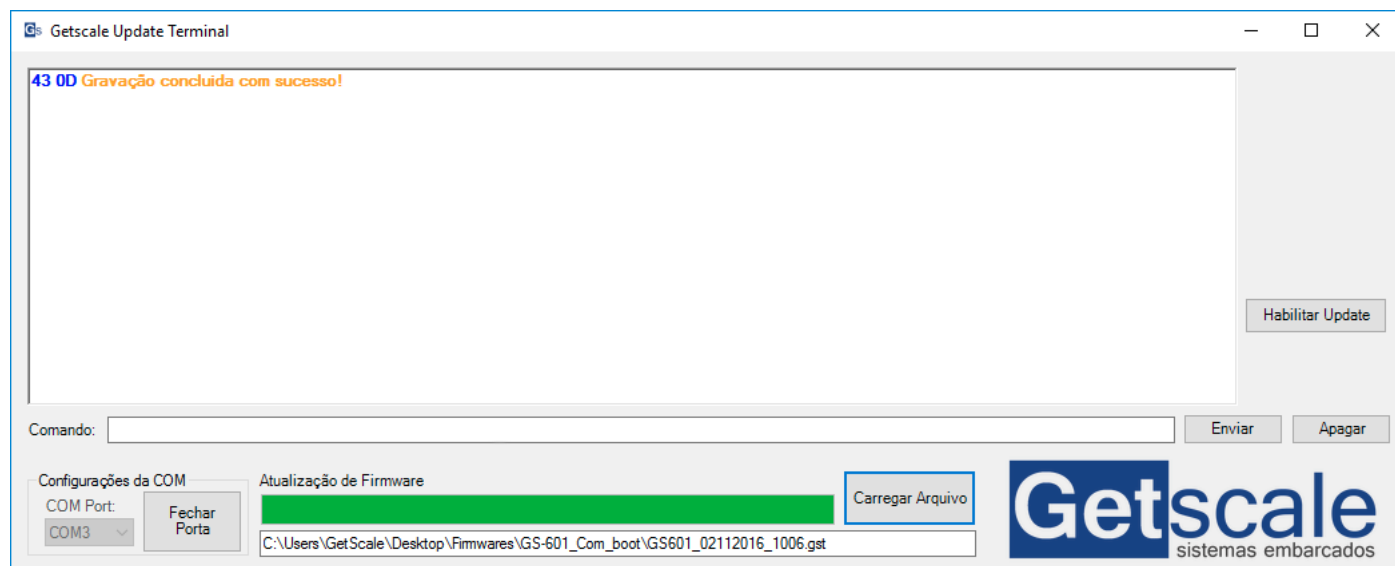 Gs Getscale Update Terminal
43 0D Gravação concluida com sucesso!
Habilitar Update
Comando:
Enviar
Apagar
Configurações da COM
COM Port:
COM3
Fechar
Porta
Atualização de Firmware
Carregar Arquivo
C:\Users\GetScale\Desktop\Firmwares\GS-601_Com_boot\GS601_02112016_1006.gst
Getscale
sistemas embarcados